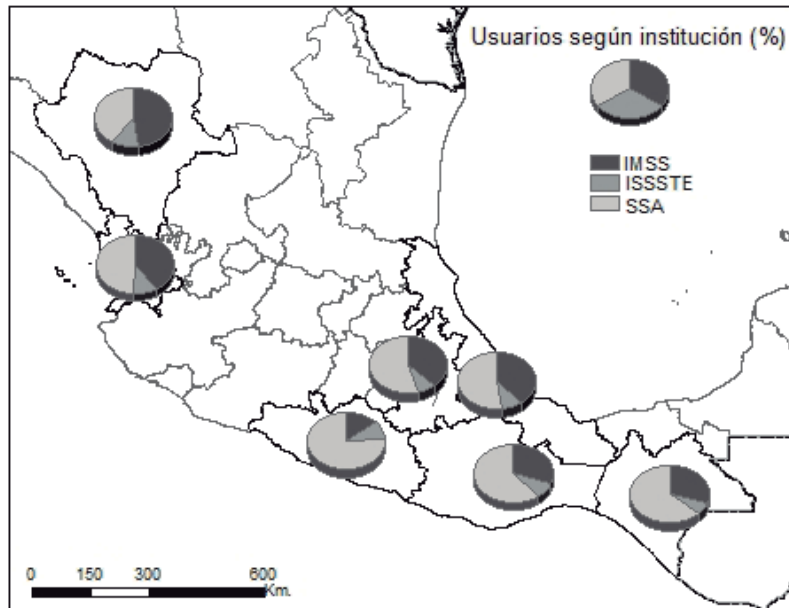 Usuarios según institución (%)
IMSS
ISSSTE
SSA
0 150 300 600
Km.